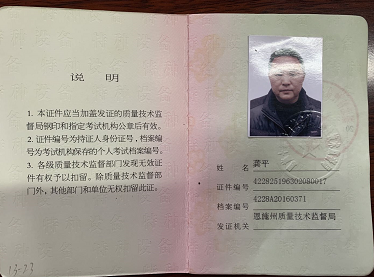 说 明
1. 本证件应当加盖发证的质量技术监
督局钢印和指定考试机构公章后有效。
2. 证件编号为持证人身份证号，档案编
号为考试机构保存的个人考试档案编号。
3. 各级质量技术监督部门发现无效证
件有权予以扣留。除质量技术监督部
门外，其他部门和单位无权扣留此证。
13-33
姓 名 龚平
证件编号 422825196302080017
档案编号 4228A20160371
发证机关 恩施州质量技术监督局